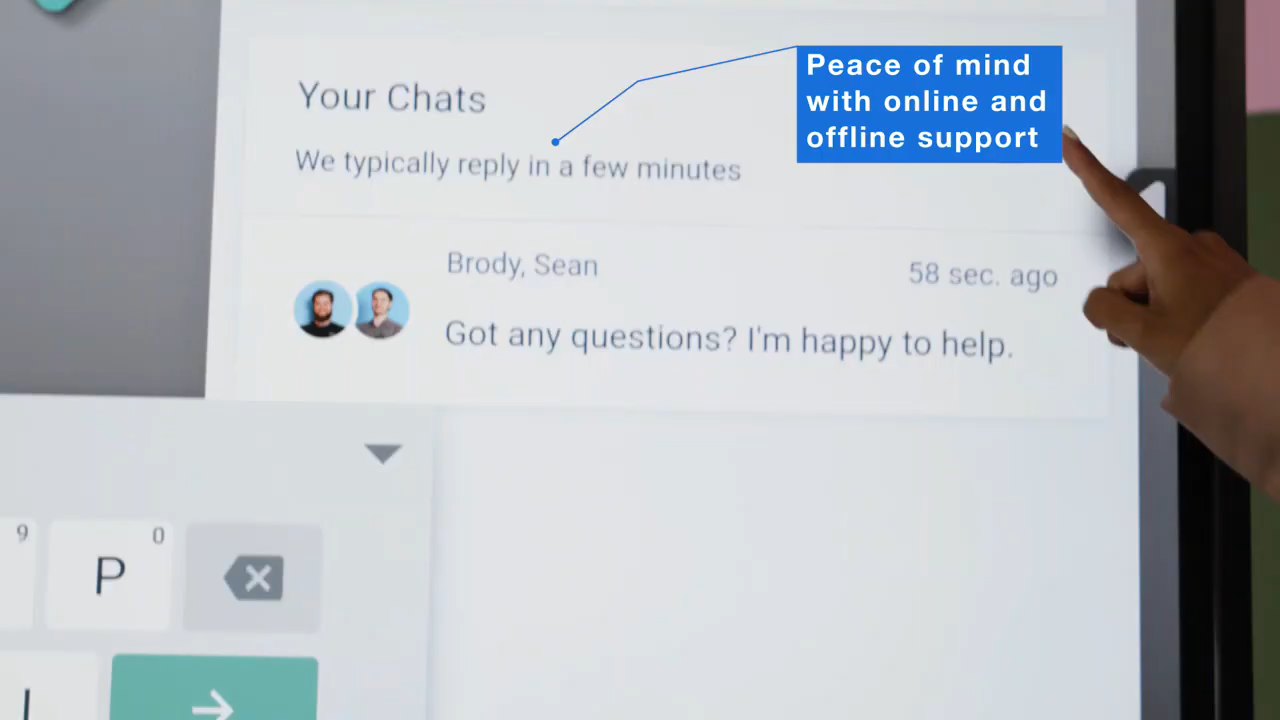 Your Chats
We typically reply in a few minutes
Peace of mind
with online and
offline support
Brody, Sean
58 sec. ago
Got any questions? I'm happy to help.
9
P
0